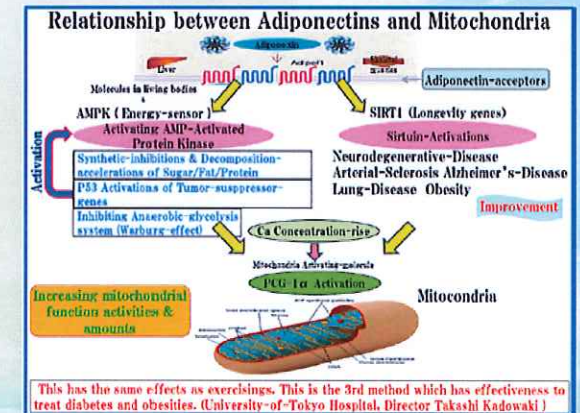 Relationship between Adiponectins and Mitochondria
Liver
Adiponectin-acceptors
Molecules in living bodies
AMPK ( Energy-sensor )
SIRT1 (Longevity genes)
Activating AMP-Activated
Protein Kinase
Sirtuin-Activations
Activation
Synthetic-inhibitions & Decomposition-
accelerations of Sugar/Fat/Protein
P53 Activations of Tumor-susppressor-
genes
Inhibiting Anaerobic-glycolysis
system (Warburg-effect)
Neurodegenerative-Disease
Arterial-Sclerosis Alzheimer's-Disease
Lung-Disease Obesity
Improvement
Ca Concentration-rise
Mitochondria Activating-molecule
PCG-1α Activation
Increasing mitochondrial
function activities &
amounts
Mitocondria
This has the same effects as exercisings. This is the 3rd method which has effectiveness to
treat diabetes and obesities. (University-of-Tokyo Hospital, Director Takashi Kadowaki )